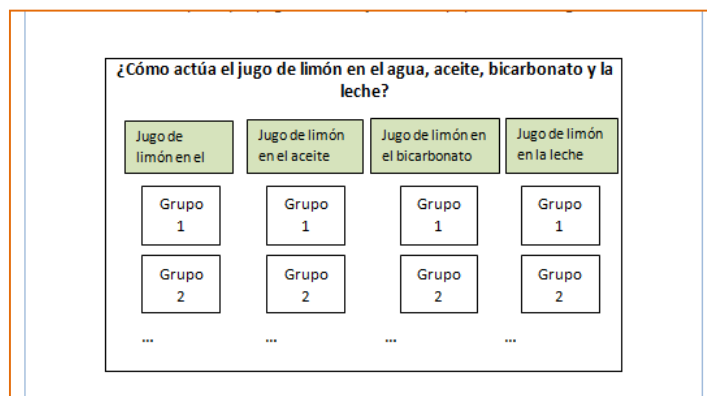 ¿Cómo actúa el jugo de limón en el agua, aceite, bicarbonato y la
leche?
Jugo de
limón en el
Jugo de limón
en el aceite
Jugo de limón en
el bicarbonato
Jugo de limón
en la leche
Grupo
1
Grupo
1
Grupo
1
Grupo
1
Grupo
2
Grupo
2
Grupo
2
Grupo
2
...
...
...
...